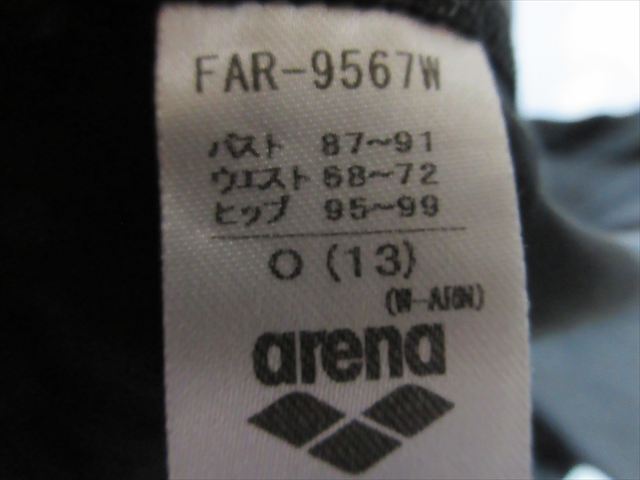 FAR-9567W
バスト 87~91
ウエスト 68~72
ヒップ 95~99
O (13)
(W-ARN)
arena